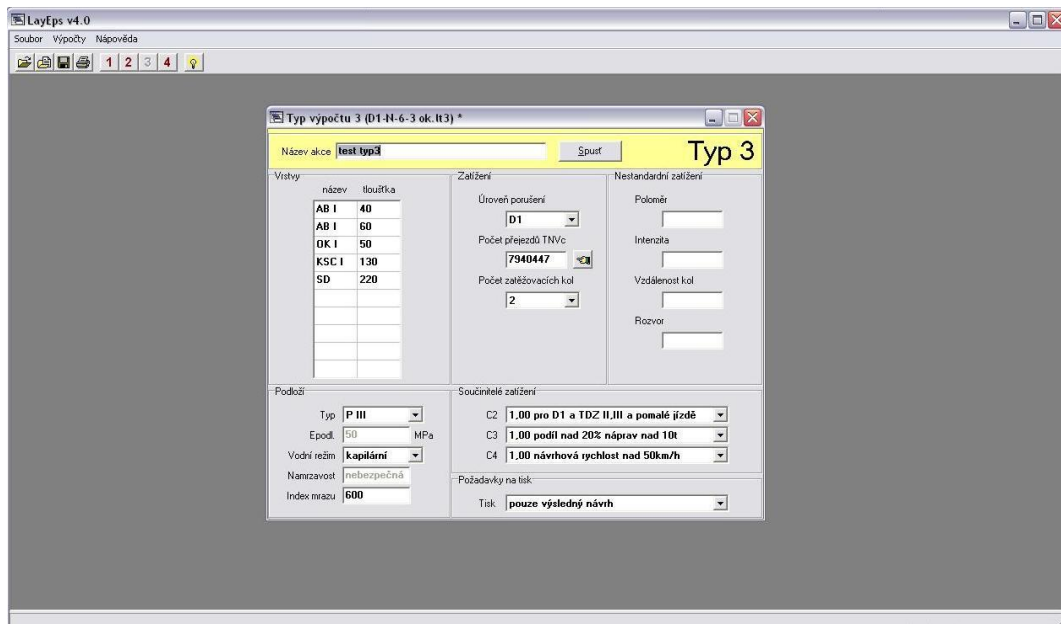 LayEps v4.0
Soubor Výpočty Nápověda
1 2 3 4
Typ výpočtu 3 (D1-N-6-3 ok.lt3) *
Název akce test typ3 Spusť Typ 3
Vrstvy
název tloušťka
AB I 40
AB I 60
OK I 50
KSC I 130
SD 220
Zatížení
Úroveň porušení
D1
Počet přejezdů TNVc
7940447
Počet zatěžovacích kol
2
Nestandardní zatížení
Poloměr
Intenzita
Vzdálenost kol
Rozvor
Podloží
Typ P III
Epodl. 50 MPa
Vodní režim kapilární
Namrzavost nebezpečná
Index mrazu 600
Součinitelé zatížení
C2 1,00 pro D1 a TDZ II,III a pomalé jízdě
C3 1,00 podíl nad 20% náprav nad 10t
C4 1,00 návrhová rychlost nad 50km/h
Požadavky na tisk
Tisk pouze výsledný návrh